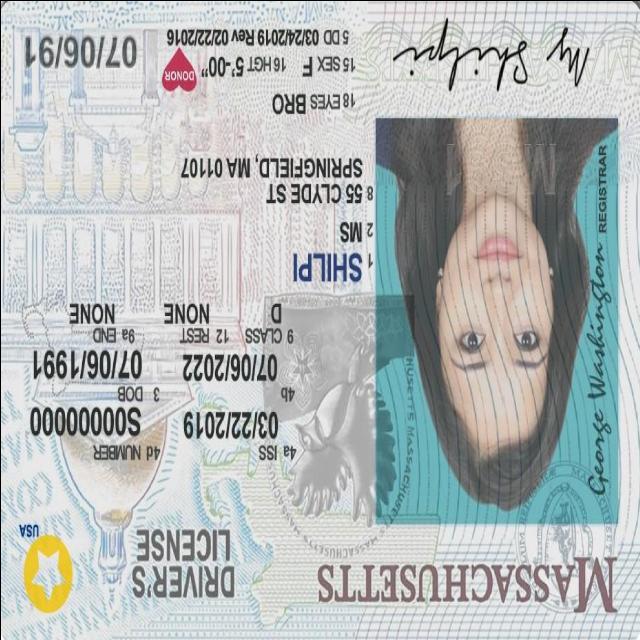 MASSACHUSETTS
DRIVER'S
LICENSE
USA
4a ISS
03/22/2019
4d NUMBER
S00000000
4b
07/06/2022
3 DOB
07/06/1991
9 CLASS
D
12 REST
NONE
9a END
NONE
1 SHILPI
2 MS
8 55 CLYDE ST
SPRINGFIELD, MA 01107
18 EYES BRO
15 SEX F 16 HGT 5'-00"
DONOR
5 DD 03/24/2019 Rev 02/22/2016
07/06/91
George Washington REGISTRAR
My Shilpi